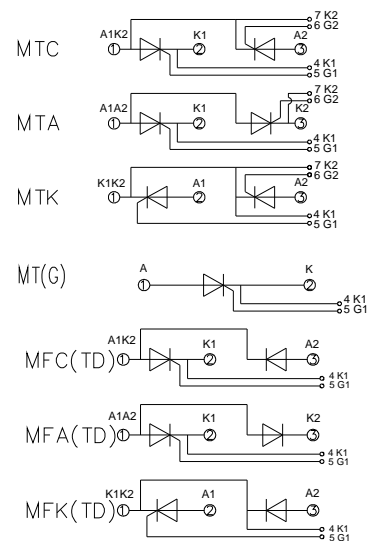 7 K2
A1K2 K1 A2 6 G2
MTC 1 2 3
4 K1
5 G1
7 K2
A1A2 K1 K2 6 G2
MTA 1 2 3
4 K1
5 G1
7 K2
K1K2 A1 A2 6 G2
MTK 1 2 3
4 K1
5 G1
A K
MT(G) 1 2
4 K1
5 G1
A1K2 K1 A2
MFC(TD) 1 2 3
4 K1
5 G1
A1A2 K1 K2
MFA(TD) 1 2 3
4 K1
5 G1
K1K2 A1 A2
MFK(TD) 1 2 3
4 K1
5 G1